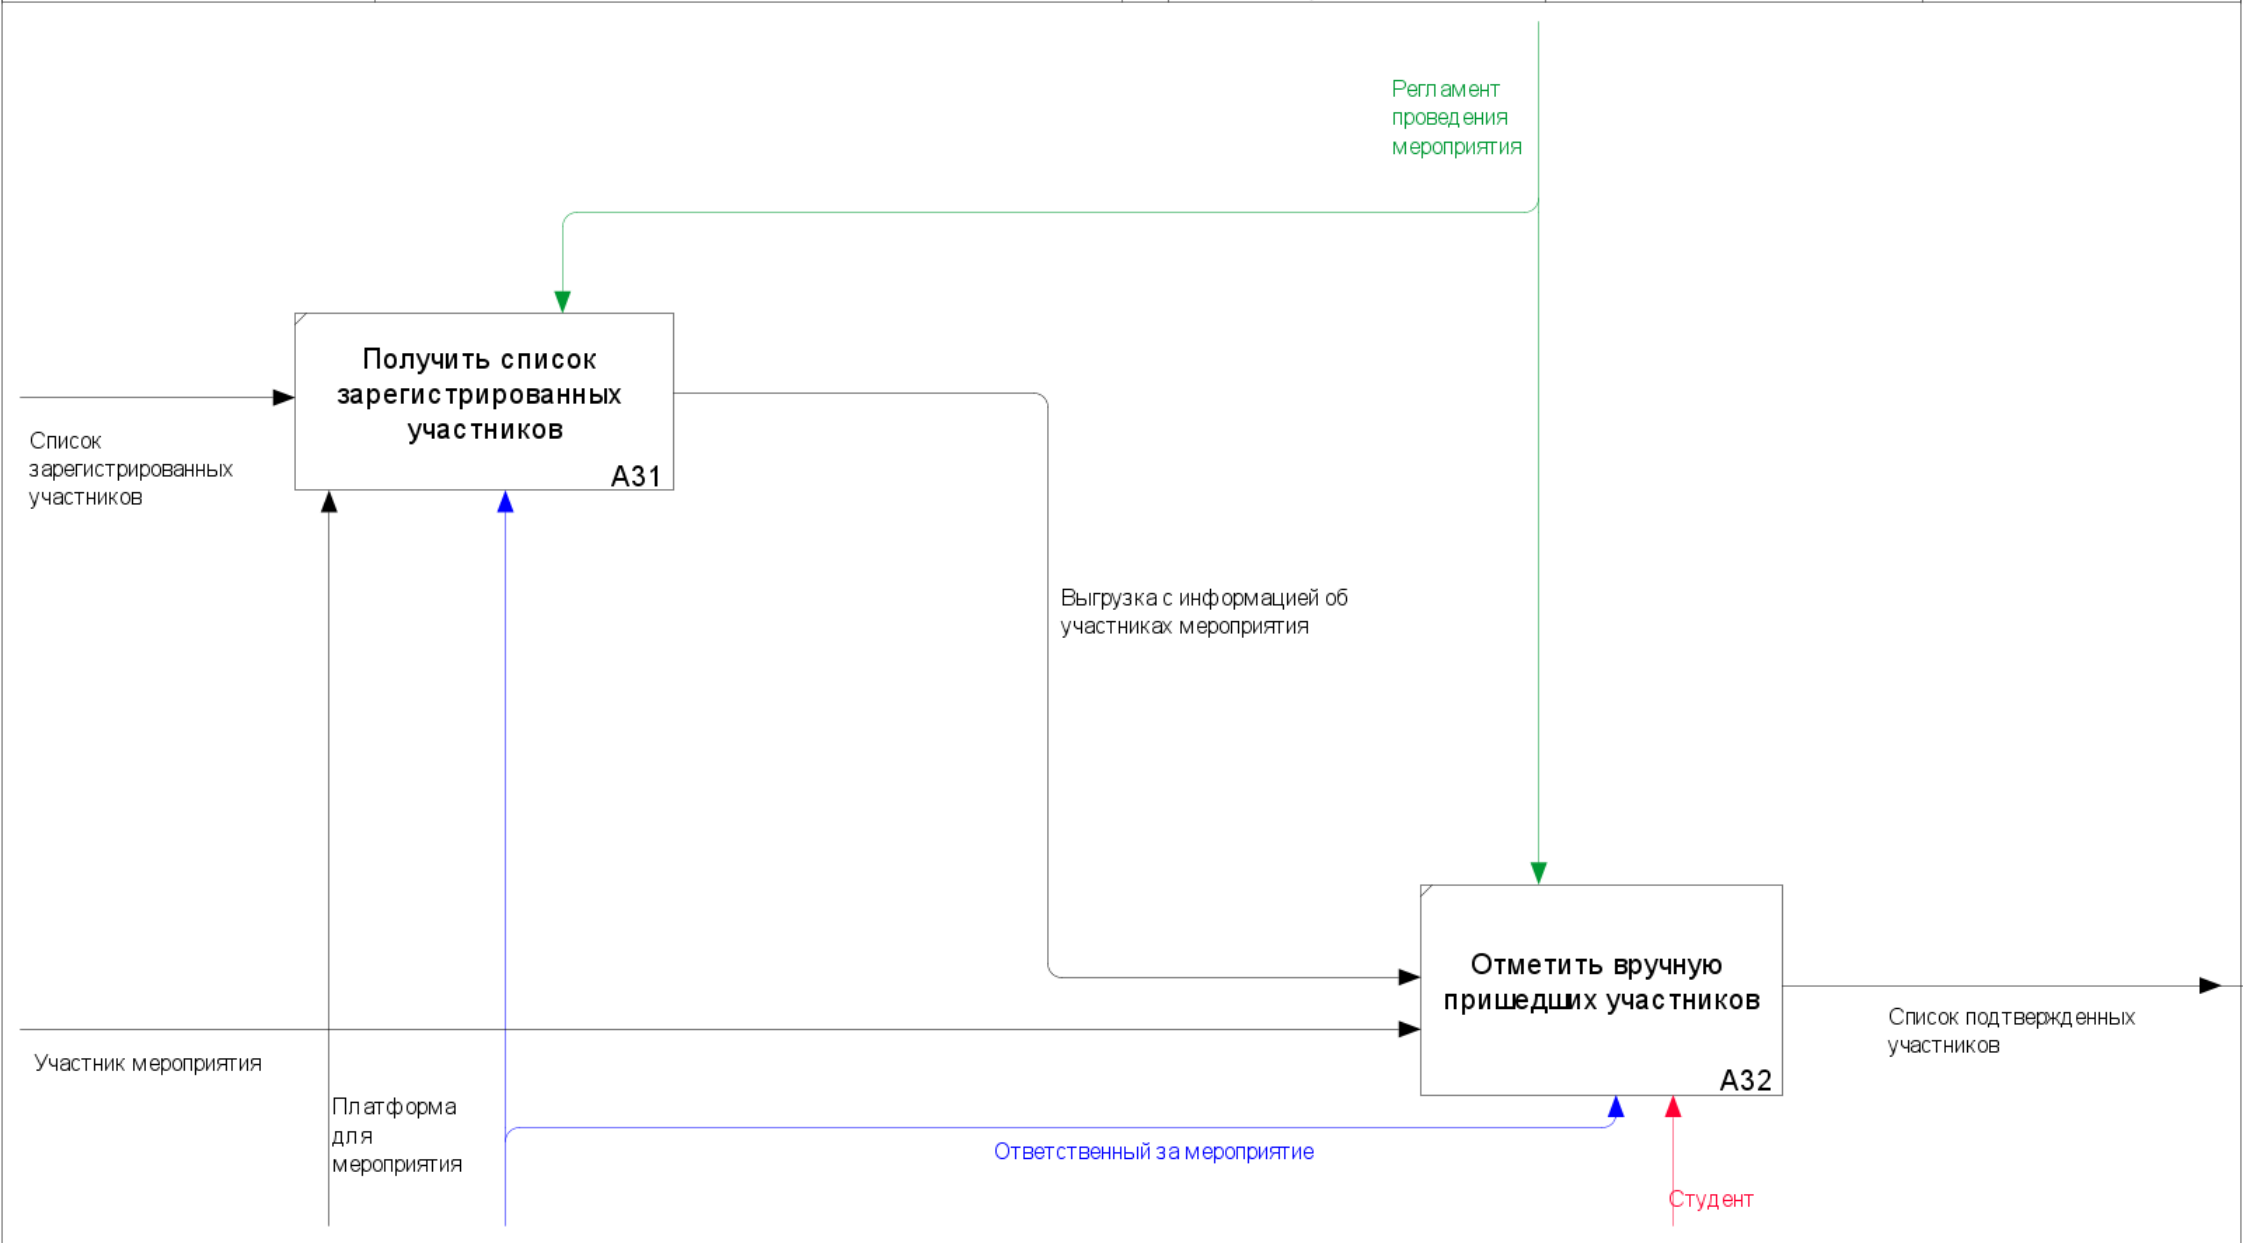 Регламент
проведения
мероприятия
Получить список
зарегистрированных
участников
A31
Список
зарегистрированных
участников
Выгрузка с информацией об
участниках мероприятия
Отметить вручную
пришедших участников
A32
Список подтвержденных
участников
Участник мероприятия
Платформа
для
мероприятия
Ответственный за мероприятие
Студент